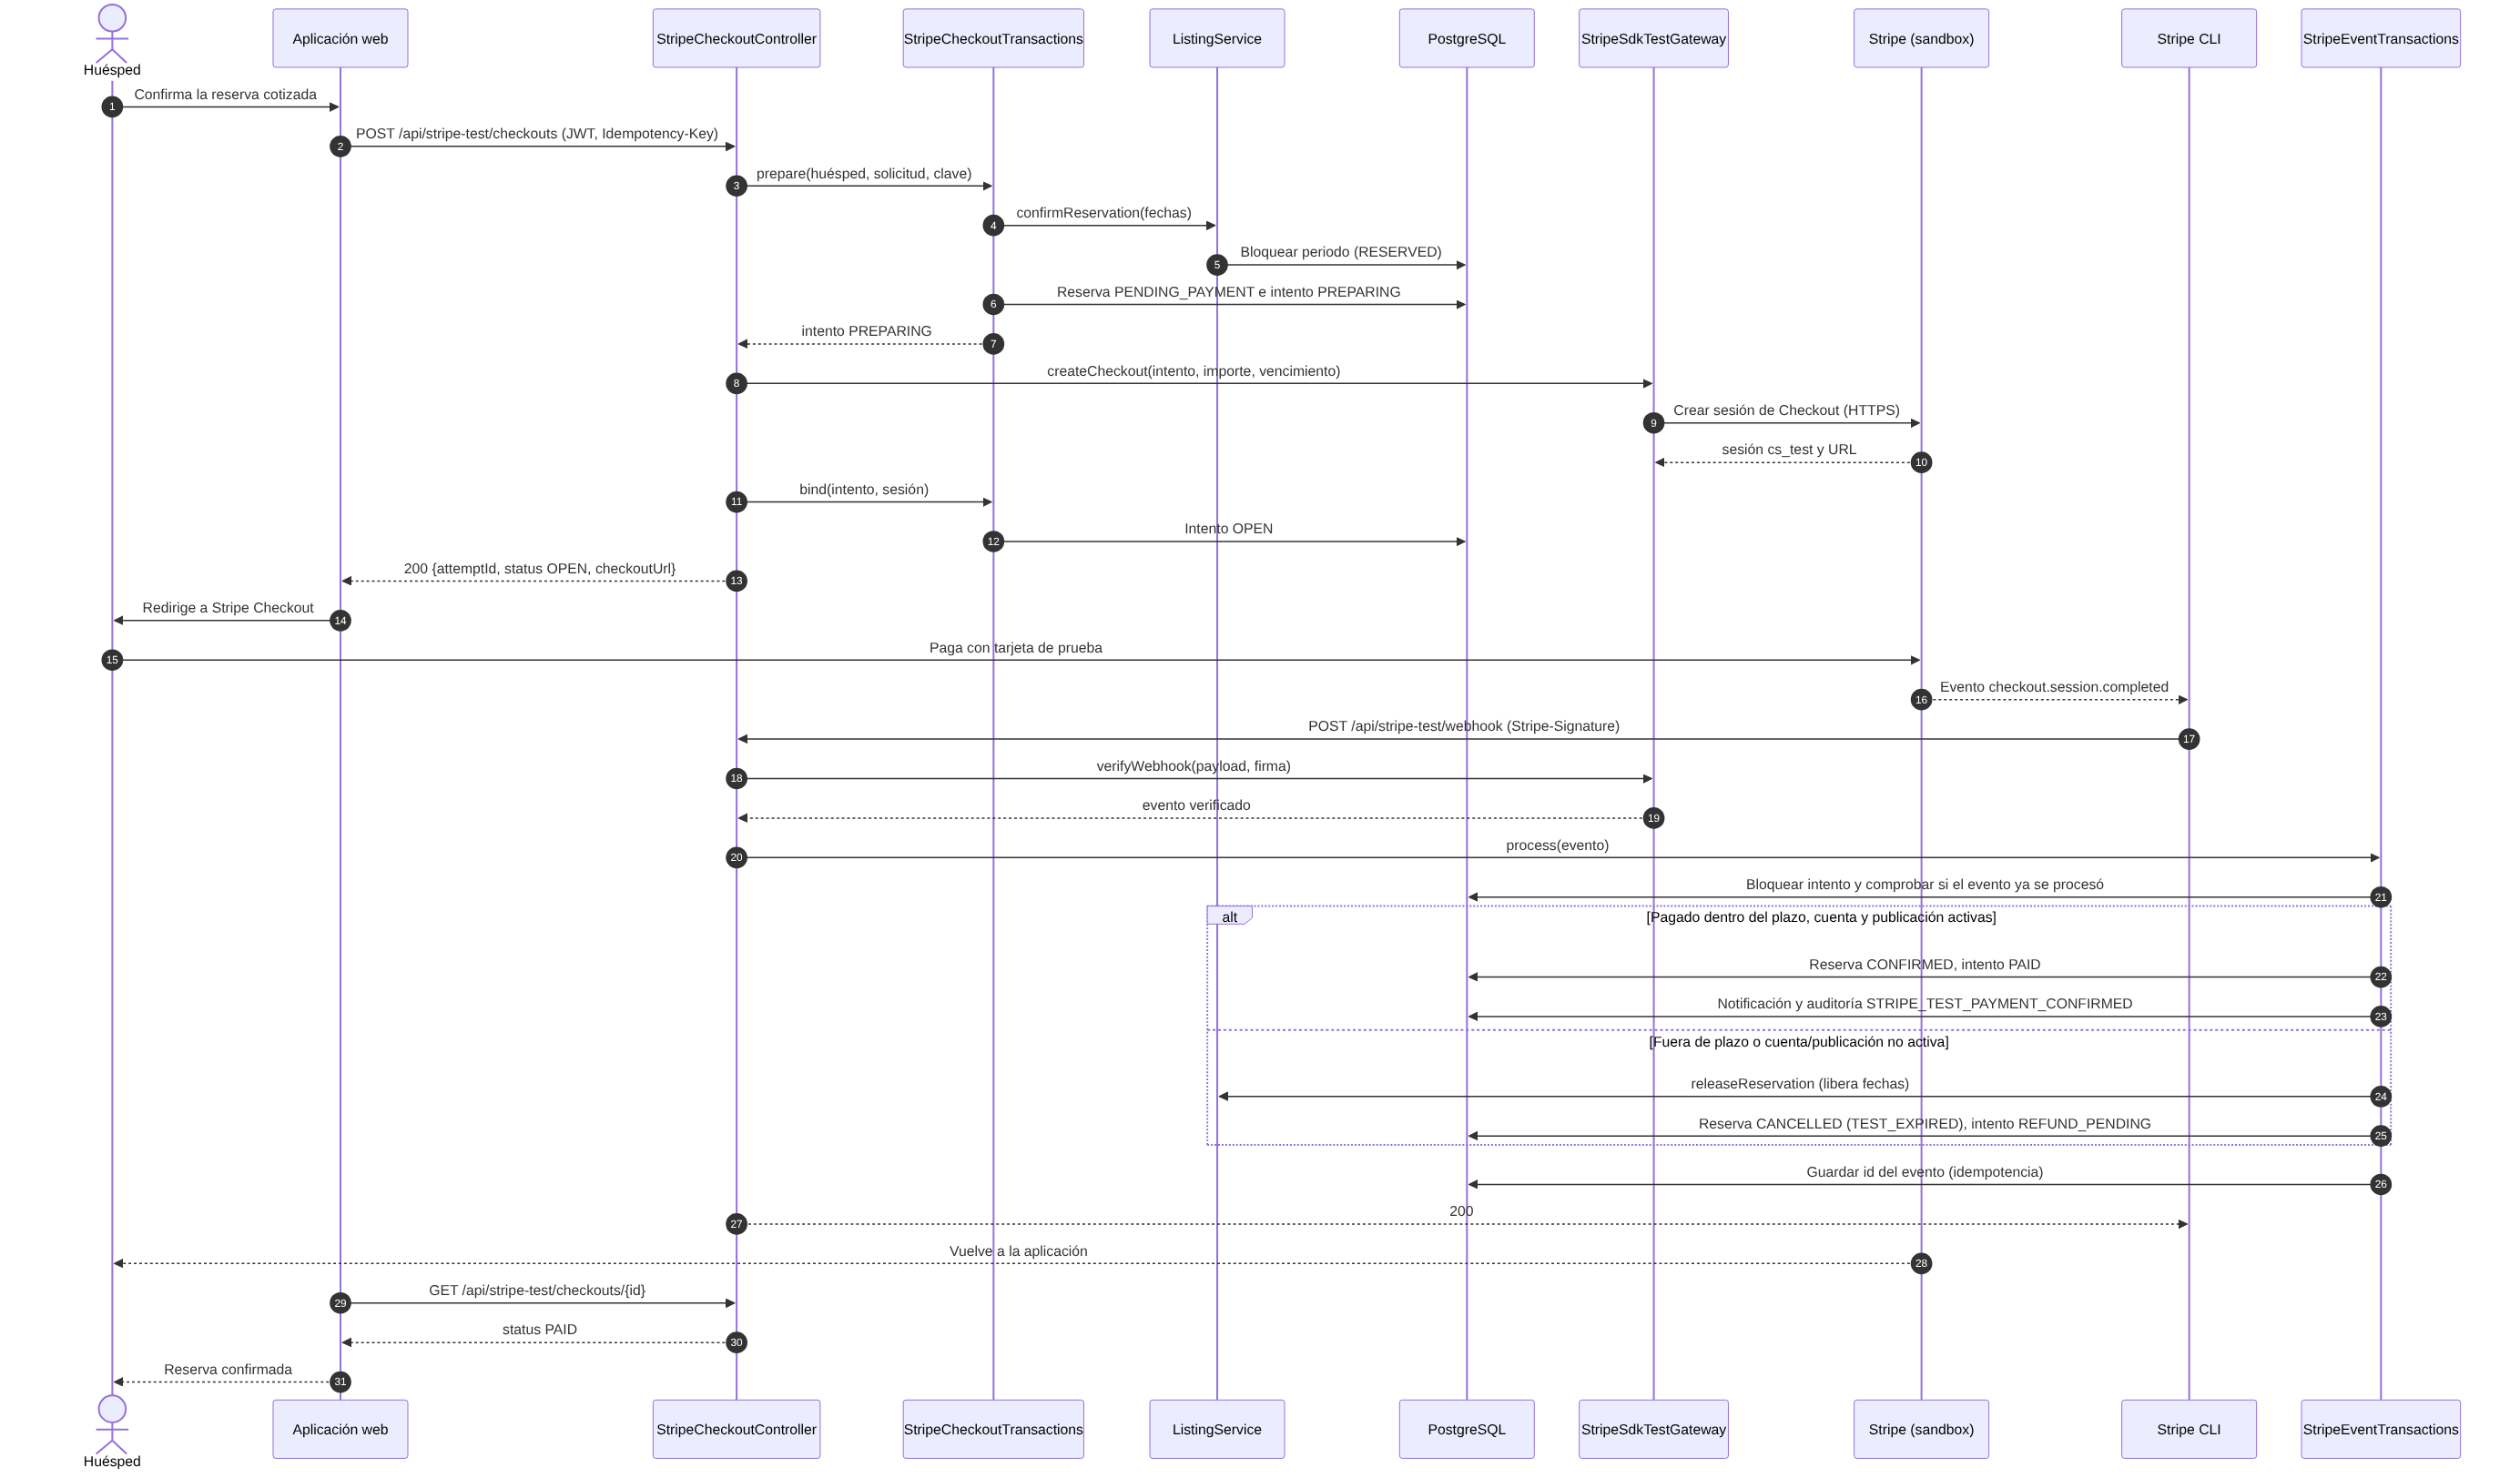 Huésped
Aplicación web
StripeCheckoutController
StripeCheckoutTransactions
ListingService
PostgreSQL
StripeSdkTestGateway
Stripe (sandbox)
Stripe CLI
StripeEventTransactions
1 Confirma la reserva cotizada
2 POST /api/stripe-test/checkouts (JWT, Idempotency-Key)
3 prepare(huésped, solicitud, clave)
4 confirmReservation(fechas)
5 Bloquear periodo (RESERVED)
6 Reserva PENDING_PAYMENT e intento PREPARING
intento PREPARING 7
8 createCheckout(intento, importe, vencimiento)
9 Crear sesión de Checkout (HTTPS)
sesión cs_test y URL 10
11 bind(intento, sesión)
12 Intento OPEN
200 {attemptId, status OPEN, checkoutUrl} 13
Redirige a Stripe Checkout 14
15 Paga con tarjeta de prueba
16 Evento checkout.session.completed
POST /api/stripe-test/webhook (Stripe-Signature) 17
18 verifyWebhook(payload, firma)
evento verificado 19
20 process(evento)
Bloquear intento y comprobar si el evento ya se procesó 21
alt [Pagado dentro del plazo, cuenta y publicación activas]
Reserva CONFIRMED, intento PAID 22
Notificación y auditoría STRIPE_TEST_PAYMENT_CONFIRMED 23
[Fuera de plazo o cuenta/publicación no activa]
releaseReservation (libera fechas) 24
Reserva CANCELLED (TEST_EXPIRED), intento REFUND_PENDING 25
Guardar id del evento (idempotencia) 26
27 200
Vuelve a la aplicación 28
29 GET /api/stripe-test/checkouts/{id}
status PAID 30
Reserva confirmada 31
Huésped
Aplicación web
StripeCheckoutController
StripeCheckoutTransactions
ListingService
PostgreSQL
StripeSdkTestGateway
Stripe (sandbox)
Stripe CLI
StripeEventTransactions